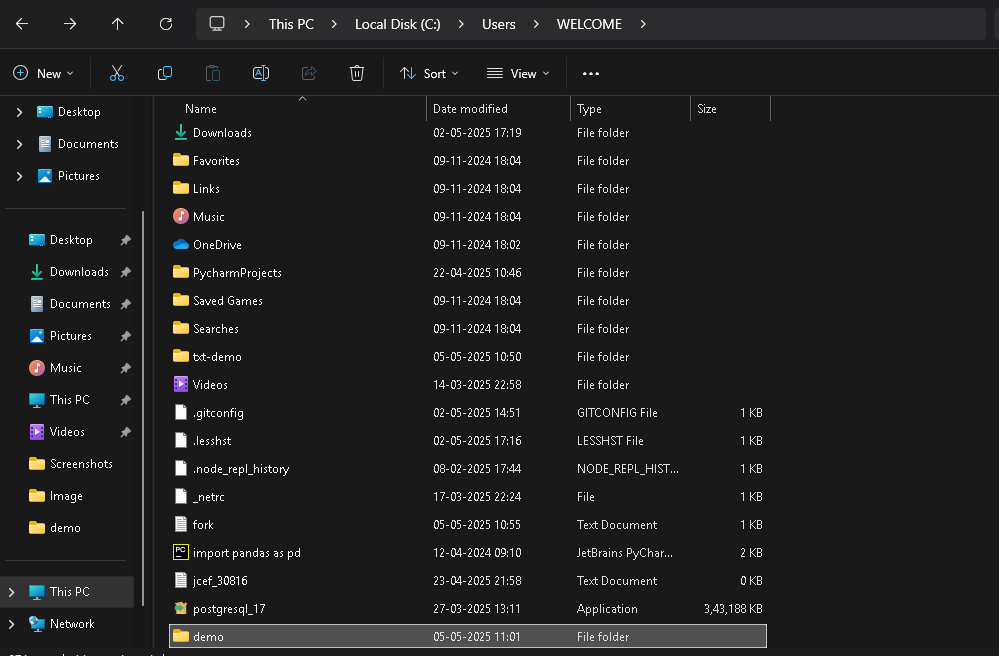 This PC > Local Disk (C:) > Users > WELCOME >
New Sort View ...
Desktop
Documents
Pictures
Desktop
Downloads
Documents
Pictures
Music
This PC
Videos
Screenshots
Image
demo
This PC
Network
Name Date modified Type Size
Downloads 02-05-2025 17:19 File folder
Favorites 09-11-2024 18:04 File folder
Links 09-11-2024 18:04 File folder
Music 09-11-2024 18:04 File folder
OneDrive 09-11-2024 18:02 File folder
PycharmProjects 22-04-2025 10:46 File folder
Saved Games 09-11-2024 18:04 File folder
Searches 09-11-2024 18:04 File folder
txt-demo 05-05-2025 10:50 File folder
Videos 14-03-2025 22:58 File folder
.gitconfig 02-05-2025 14:51 GITCONFIG File 1 KB
.lesshst 02-05-2025 17:16 LESSHST File 1 KB
.node_repl_history 08-02-2025 17:44 NODE_REPL_HIST... 1 KB
_netrc 17-03-2025 22:24 File 1 KB
fork 05-05-2025 10:55 Text Document 1 KB
import pandas as pd 12-04-2024 09:10 JetBrains PyChar... 2 KB
jcef_30816 23-04-2025 21:58 Text Document 0 KB
postgresql_17 27-03-2025 13:11 Application 3,43,188 KB
demo 05-05-2025 11:01 File folder